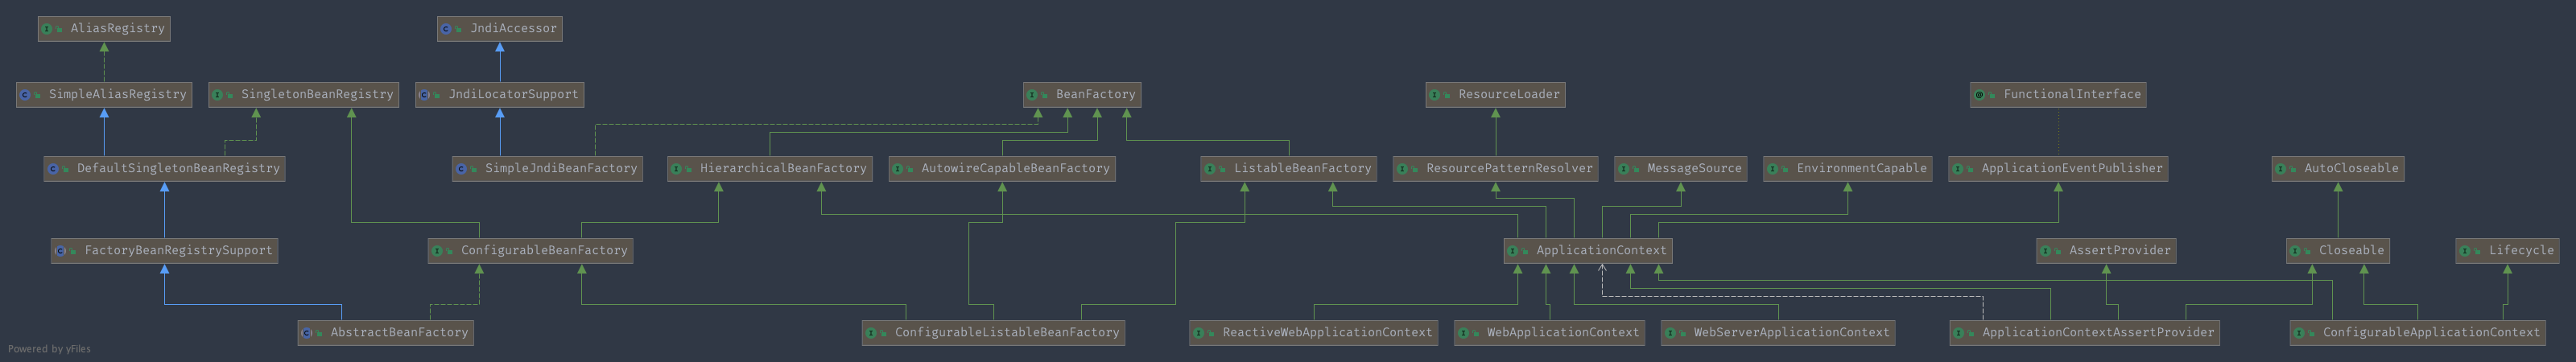 AliasRegistry
JndiAccessor
SimpleAliasRegistry
SingletonBeanRegistry
JndiLocatorSupport
BeanFactory
ResourceLoader
FunctionalInterface
DefaultSingletonBeanRegistry
SimpleJndiBeanFactory
HierarchicalBeanFactory
AutowireCapableBeanFactory
ListableBeanFactory
ResourcePatternResolver
MessageSource
EnvironmentCapable
ApplicationEventPublisher
AutoCloseable
FactoryBeanRegistrySupport
ConfigurableBeanFactory
ApplicationContext
AssertProvider
Closeable
Lifecycle
AbstractBeanFactory
ConfigurableListableBeanFactory
ReactiveWebApplicationContext
WebApplicationContext
WebServerApplicationContext
ApplicationContextAssertProvider
ConfigurableApplicationContext
Powered by yFiles